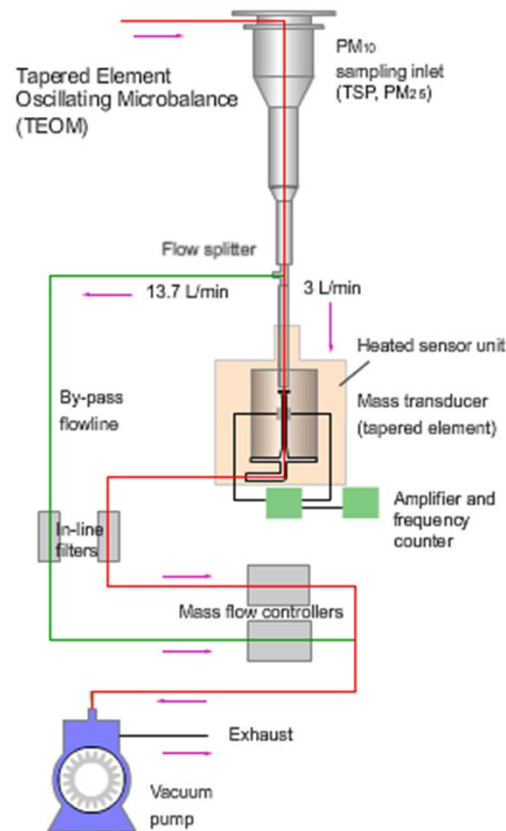 PM10
sampling inlet
(TSP, PM25)
Tapered Element
Oscillating Microbalance
(TEOM)
Flow splitter
13.7 L/min
3 L/min
Heated sensor unit
By-pass
flowline
Mass transducer
(tapered element)
Amplifier and
frequency
counter
In-line
filters
Mass flow controllers
Exhaust
Vacuum
pump